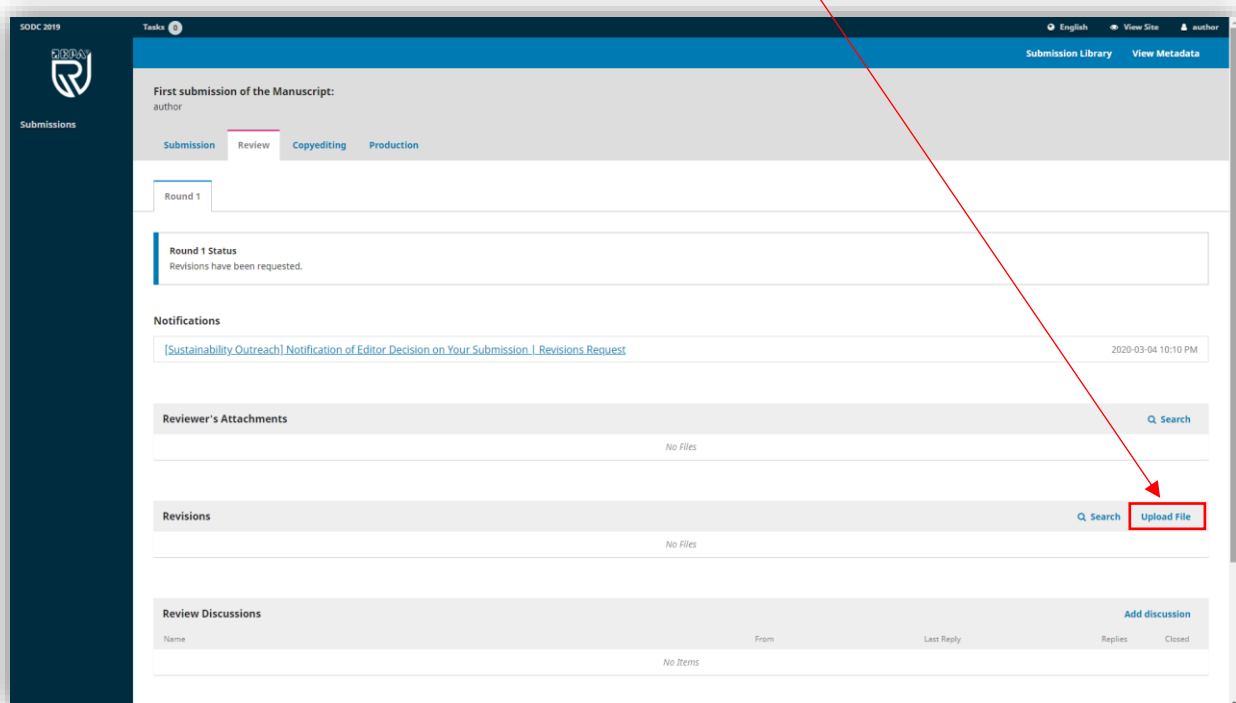 SODC 2019 Tasks 0 English View Site author
Submission Library View Metadata
First submission of the Manuscript:
author
Submissions
Submission Review Copyediting Production
Round 1
Round 1 Status
Revisions have been requested.
Notifications
[Sustainability Outreach] Notification of Editor Decision on Your Submission | Revisions Request 2020-03-04 10:10 PM
Reviewer's Attachments Search
No Files
Revisions Search Upload File
No Files
Review Discussions Add discussion
Name From Last Reply Replies Closed
No Items